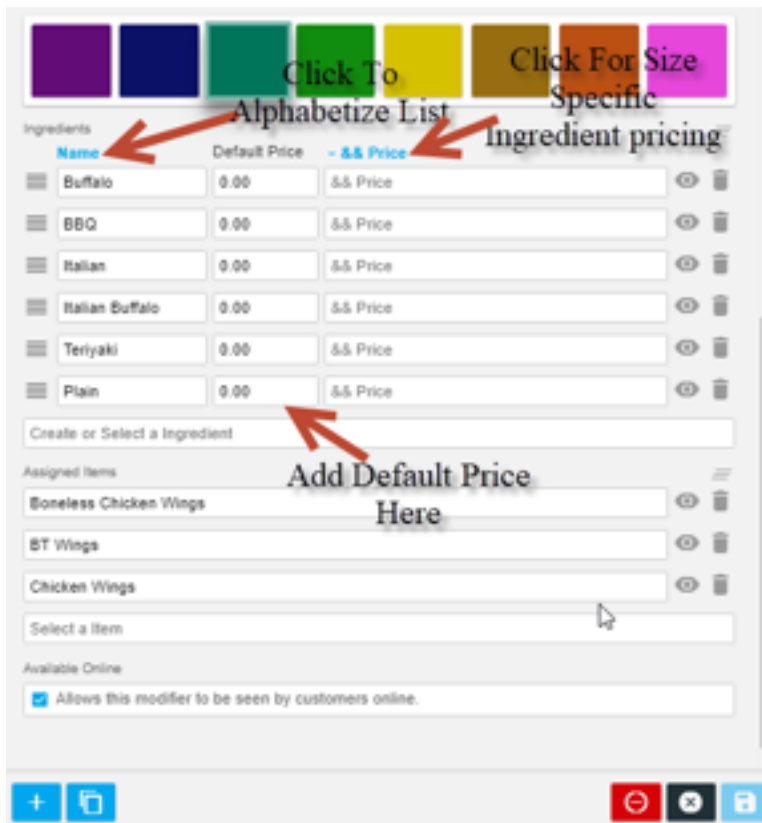 Click To
Alphabetize List
Click For Size
Specific
Ingredient pricing
Ingredients
Name Default Price - && Price
Buffalo 0.00 && Price
BBQ 0.00 && Price
Italian 0.00 && Price
Italian Buffalo 0.00 && Price
Teriyaki 0.00 && Price
Plain 0.00 && Price
Create or Select a Ingredient
Add Default Price
Here
Assigned Items
Boneless Chicken Wings
BT Wings
Chicken Wings
Select a Item
Available Online
Allows this modifier to be seen by customers online.